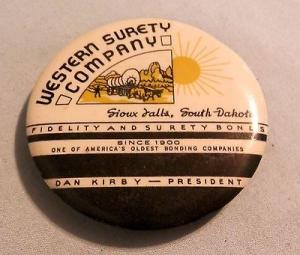 WESTERN SURETY
COMPANY
Sioux Falls, South Dakota
FIDELITY AND SURETY BONDS
SINCE 1900
ONE OF AMERICA'S OLDEST BONDING COMPANIES
DAN KIRBY — PRESIDENT